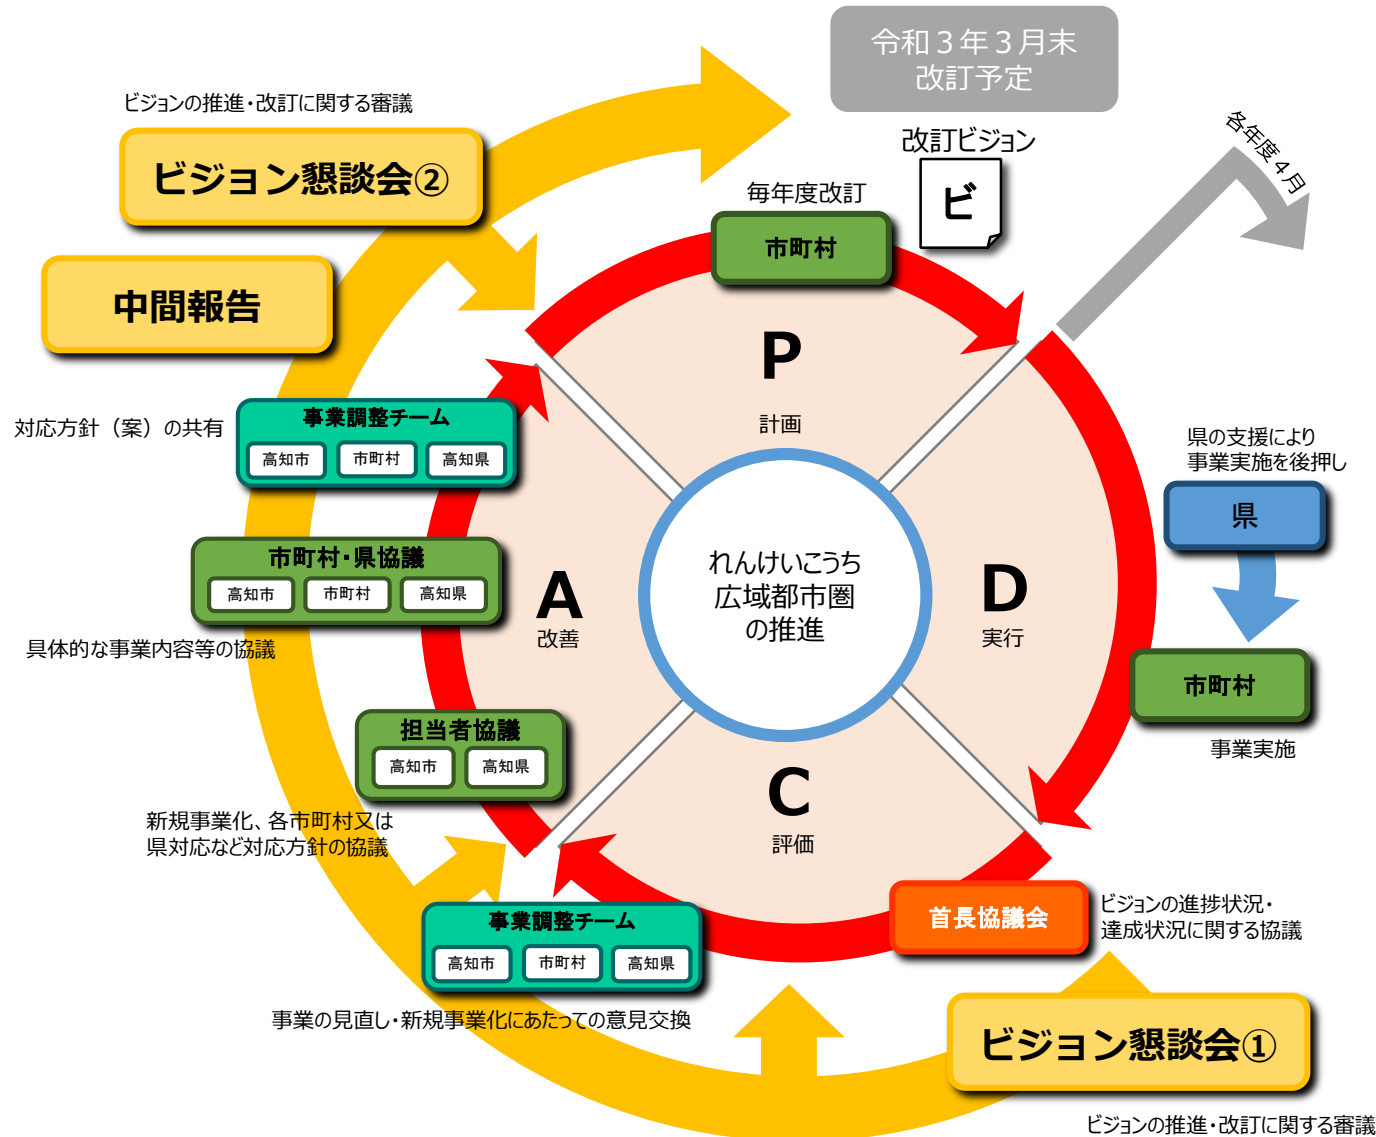 令和３年３月末
改訂予定
ビジョンの推進・改訂に関する審議
ビジョン懇談会②
改訂ビジョン
ビ
各年度４月
毎年度改訂
市町村
中間報告
P
計画
対応方針（案）の共有
事業調整チーム
高知市
市町村
高知県
県の支援により
事業実施を後押し
県
市町村・県協議
高知市
市町村
高知県
具体的な事業内容等の協議
A
改善
れんけいこうち
広域都市圏
の推進
D
実行
市町村
事業実施
担当者協議
高知市
高知県
新規事業化、各市町村又は
県対応など対応方針の協議
C
評価
事業調整チーム
高知市
市町村
高知県
事業の見直し・新規事業化にあたっての意見交換
首長協議会
ビジョンの進捗状況・
達成状況に関する協議
ビジョン懇談会①
ビジョンの推進・改訂に関する審議